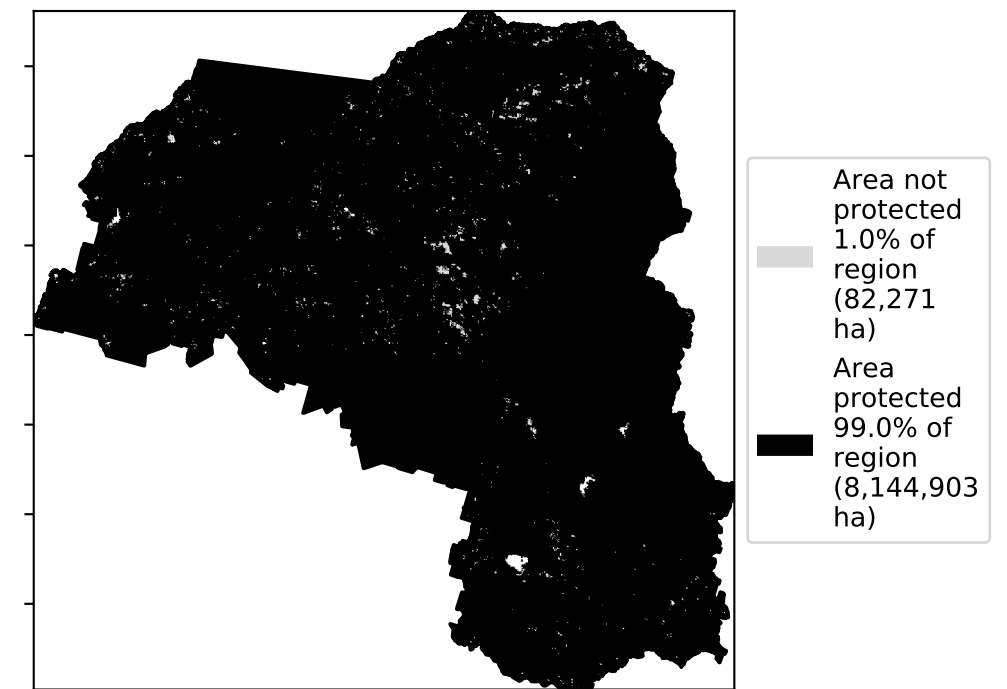 Area not
protected
1.0% of
region
(82,271
ha)
Area
protected
99.0% of
region
(8,144,903
ha)